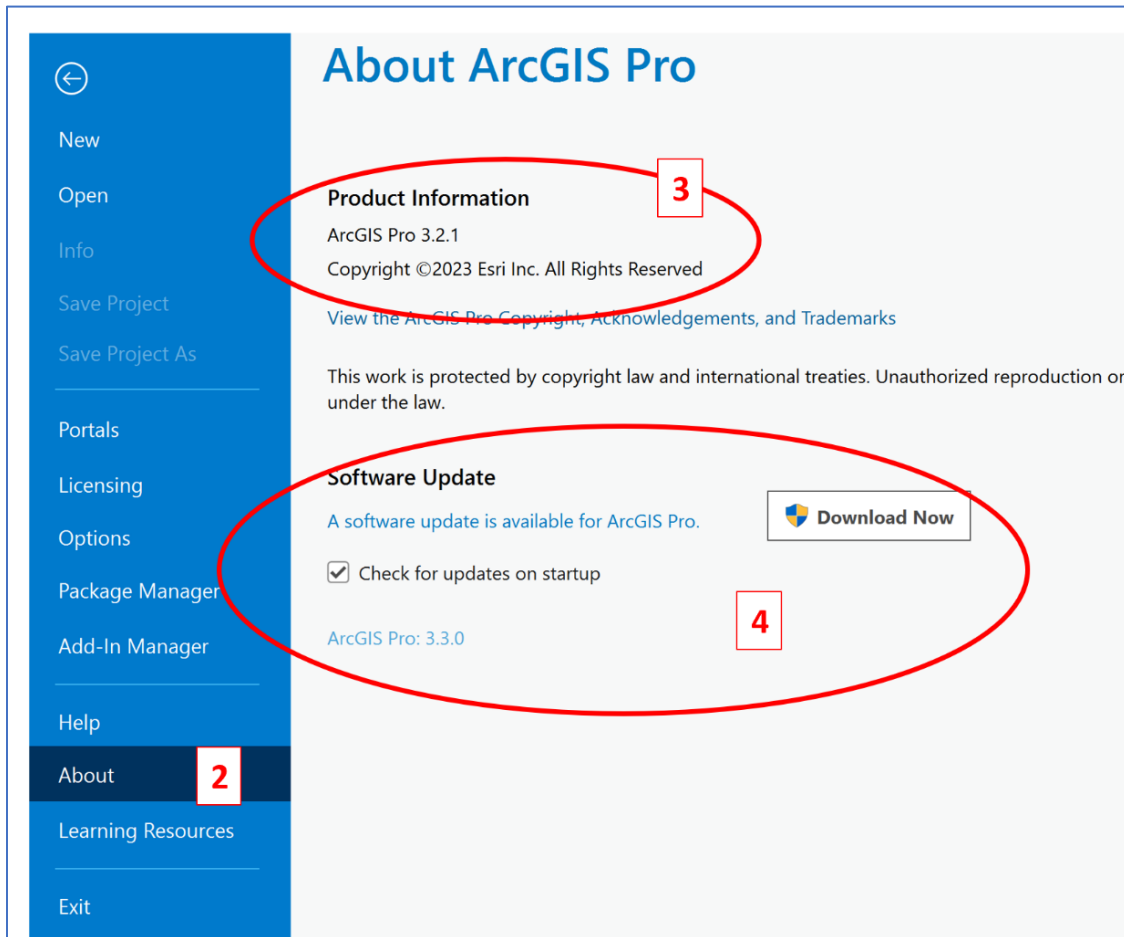 About ArcGIS Pro
New
Open
Info
Save Project
Save Project As
Portals
Licensing
Options
Package Manager
Add-In Manager
Help
About
2
Learning Resources
Exit
Product Information
3
ArcGIS Pro 3.2.1
Copyright ©2023 Esri Inc. All Rights Reserved
View the ArcGIS Pro Copyright, Acknowledgements, and Trademarks
This work is protected by copyright law and international treaties. Unauthorized reproduction or
under the law.
Software Update
A software update is available for ArcGIS Pro.
Download Now
Check for updates on startup
4
ArcGIS Pro: 3.3.0